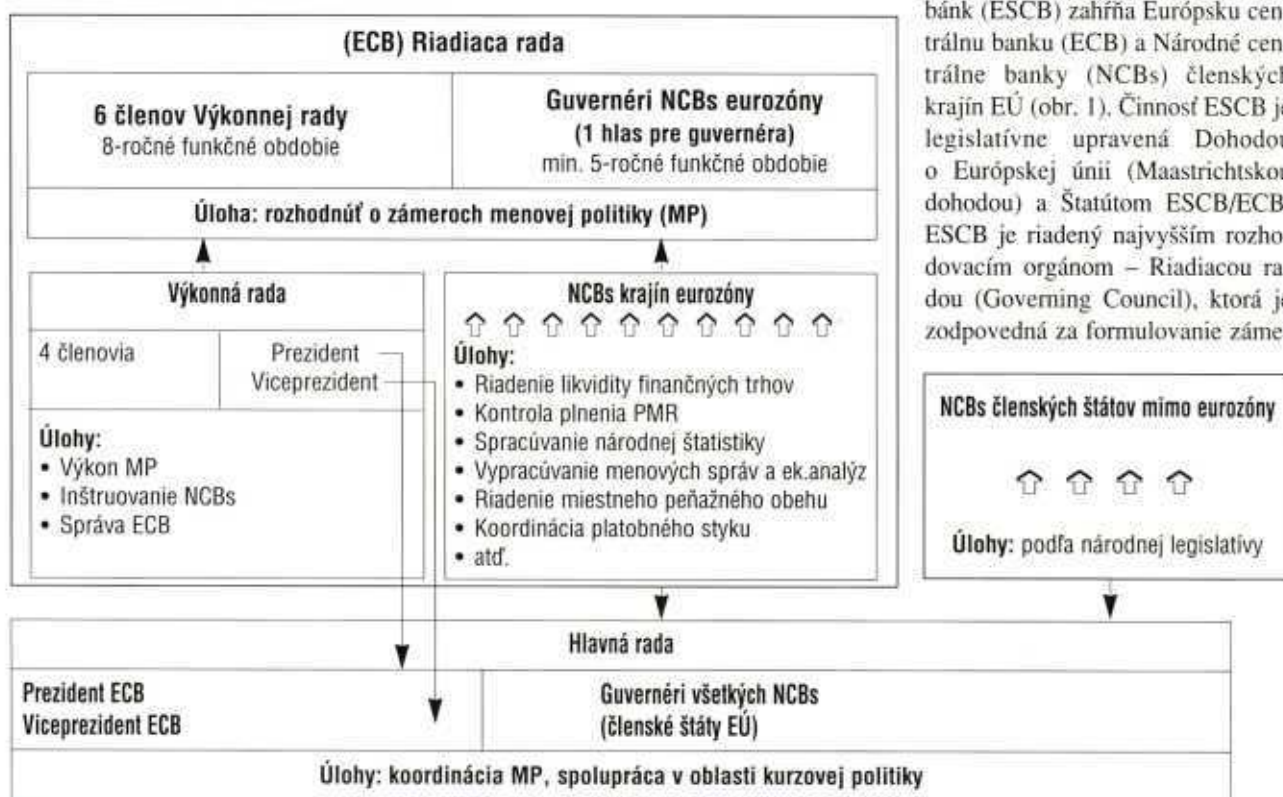 (ECB) Riadiaca rada
6 členov Výkonnej rady
8-ročné funkčné obdobie
Guvernéri NCBs eurozóny
(1 hlas pre guvernéra)
min. 5-ročné funkčné obdobie
Úloha: rozhodnúť o zámeroch menovej politiky (MP)
Výkonná rada
4 členovia
Prezident
Viceprezident
Úlohy:
• Výkon MP
• Inštruovanie NCBs
• Správa ECB
NCBs krajín eurozóny
Úlohy:
• Riadenie likvidity finančných trhov
• Kontrola plnenia PMR
• Spracúvanie národnej štatistiky
• Vypracúvanie menových správ a ek.analýz
• Riadenie miestneho peňažného obehu
• Koordinácia platobného styku
• atď.
bánk (ESCB) zahŕňa Európsku cen
trálnu banku (ECB) a Národné cen
trálne banky (NCBs) členských
krajín EÚ (obr. 1). Činnosť ESCB je
legislatívne upravená Dohodou
o Európskej únii (Maastrichtskou
dohodou) a Štatútom ESCB/ECB
ESCB je riadený najvyšším rozho
dovacím orgánom – Riadiacou ra
dou (Governing Council), ktorá je
zodpovedná za formulovanie záme
NCBs členských štátov mimo eurozóny
Úlohy: podľa národnej legislatívy
Hlavná rada
Prezident ECB
Viceprezident ECB
Guvernéri všetkých NCBs
(členské štáty EÚ)
Úlohy: koordinácia MP, spolupráca v oblasti kurzovej politiky